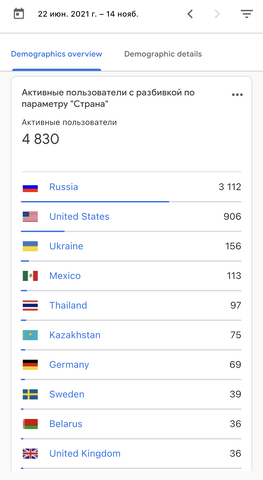 22 июн. 2021 г. – 14 нояб.
Demographics overview
Demographic details
Активные пользователи с разбивкой по
параметру "Страна"
Активные пользователи
4 830
Russia 3 112
United States 906
Ukraine 156
Mexico 113
Thailand 97
Kazakhstan 75
Germany 69
Sweden 39
Belarus 36
United Kingdom 36